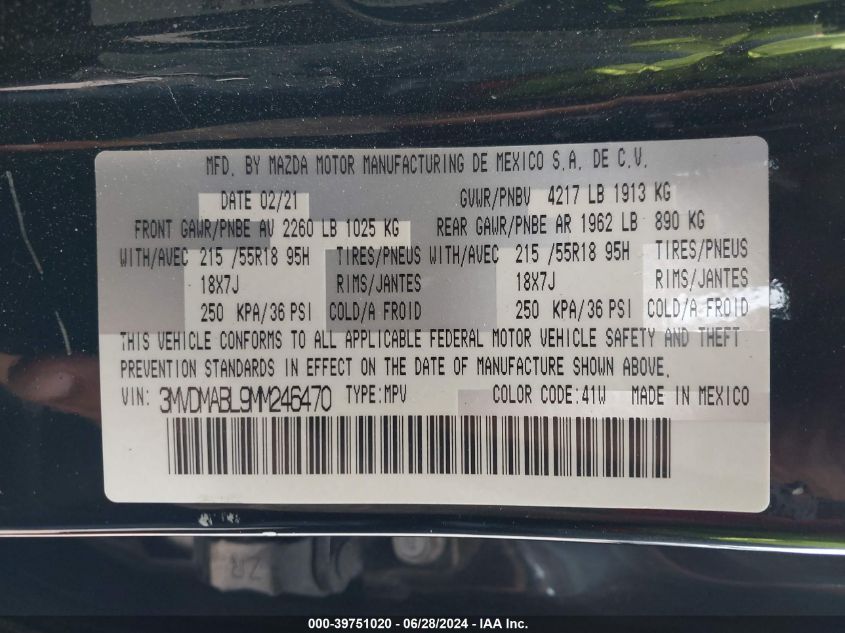 MFD. BY MAZDA MOTOR MANUFACTURING DE MEXICO S.A. DE C.V.
DATE 02/21 GVWR/PNBV 4217 LB 1913 KG
FRONT GAWR/PNBE AV 2260 LB 1025 KG REAR GAWR/PNBE AR 1962 LB 890 KG
WITH/AVEC 215 /55R18 95H TIRES/PNEUS WITH/AVEC 215 /55R18 95H TIRES/PNEUS
18X7J RIMS/JANTES 18X7J RIMS/JANTES
250 KPA/36 PSI COLD/A FROID 250 KPA/36 PSI COLD/A FROID
THIS VEHICLE CONFORMS TO ALL APPLICABLE FEDERAL MOTOR VEHICLE SAFETY AND THEFT
PREVENTION STANDARDS IN EFFECT ON THE DATE OF MANUFACTURE SHOWN ABOVE.
VIN: 3MVDMABL9MM246470 TYPE:MPV COLOR CODE:41W MADE IN MEXICO
ZR
000-39751020 - 06/28/2024 - IAA Inc.